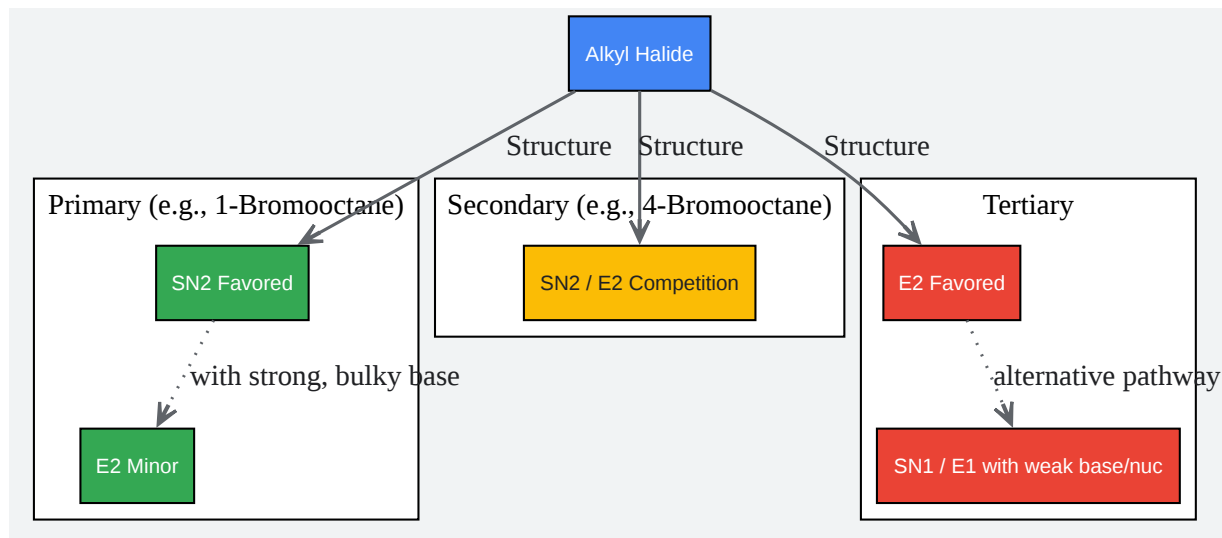 Alkyl Halide
Structure
Structure
Structure
Primary (e.g., 1-Bromooctane)
Secondary (e.g., 4-Bromooctane)
Tertiary
SN2 Favored
SN2 / E2 Competition
E2 Favored
with strong, bulky base
alternative pathway
E2 Minor
SN1 / E1 with weak base/nuc